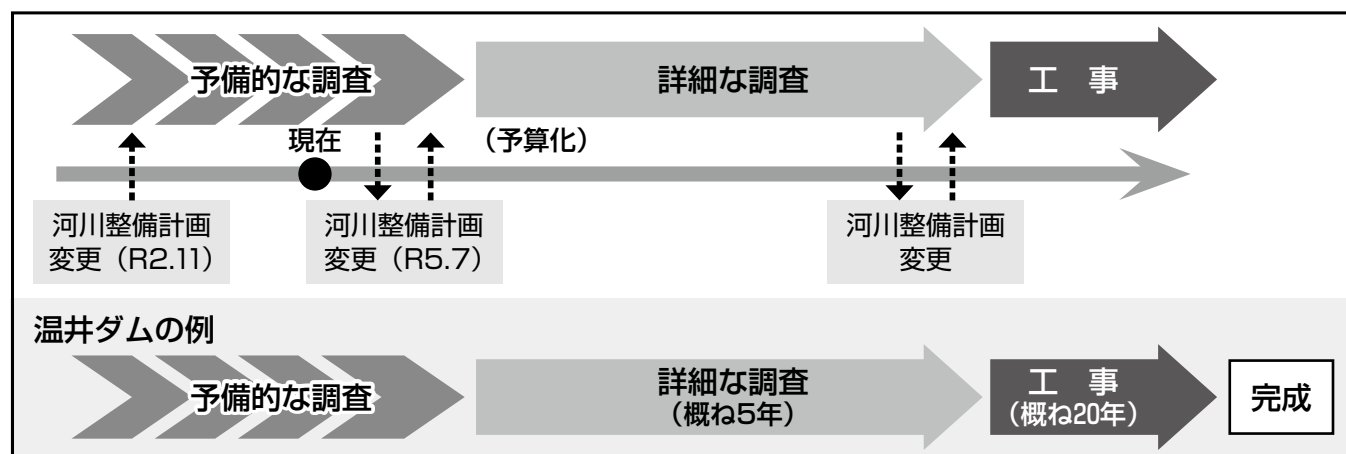 予備的な調査
詳細な調査
工 事
現在
(予算化)
河川整備計画
変更（R2.11）
河川整備計画
変更（R5.7）
河川整備計画
変更
温井ダムの例
予備的な調査
詳細な調査
(概ね5年)
工 事
(概ね20年)
完成